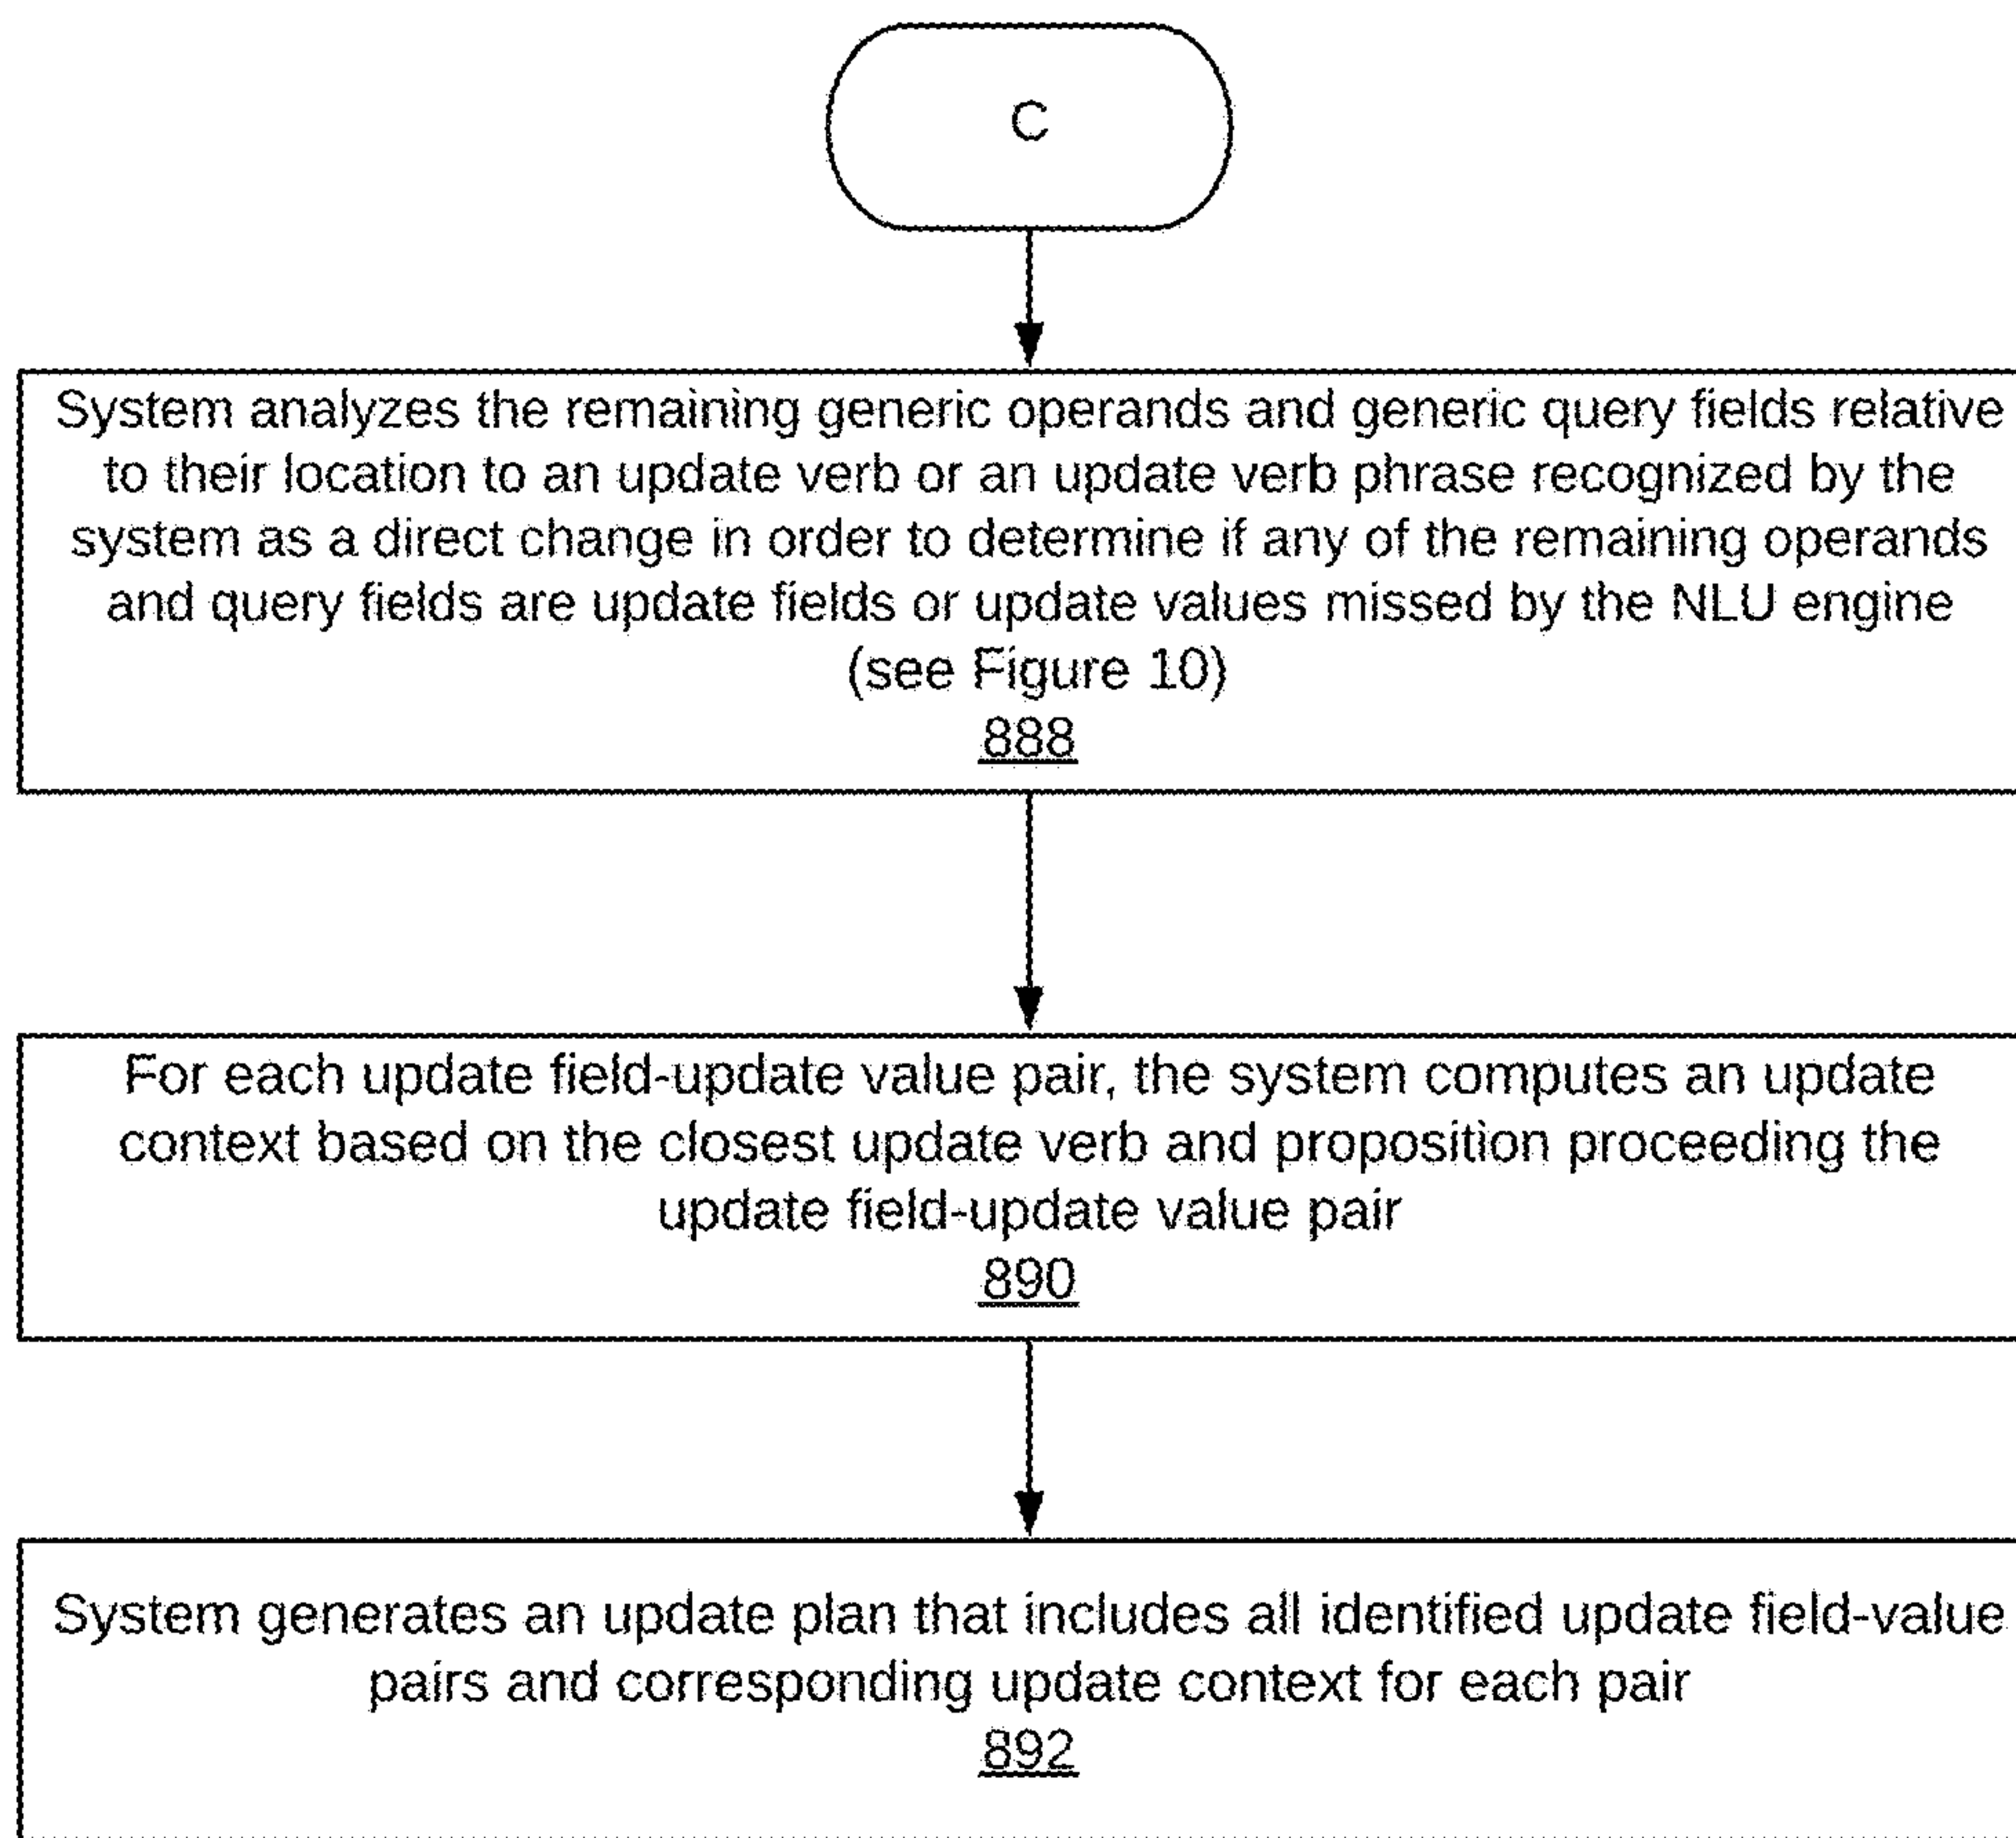 C
System analyzes the remaining generic operands and generic query fields relative
to their location to an update verb or an update verb phrase recognized by the
system as a direct change in order to determine if any of the remaining operands
and query fields are update fields or update values missed by the NLU engine
(see Figure 10)
888
For each update field-update value pair, the system computes an update
context based on the closest update verb and proposition proceeding the
update field-update value pair
890
System generates an update plan that includes all identified update field-value
pairs and corresponding update context for each pair
892